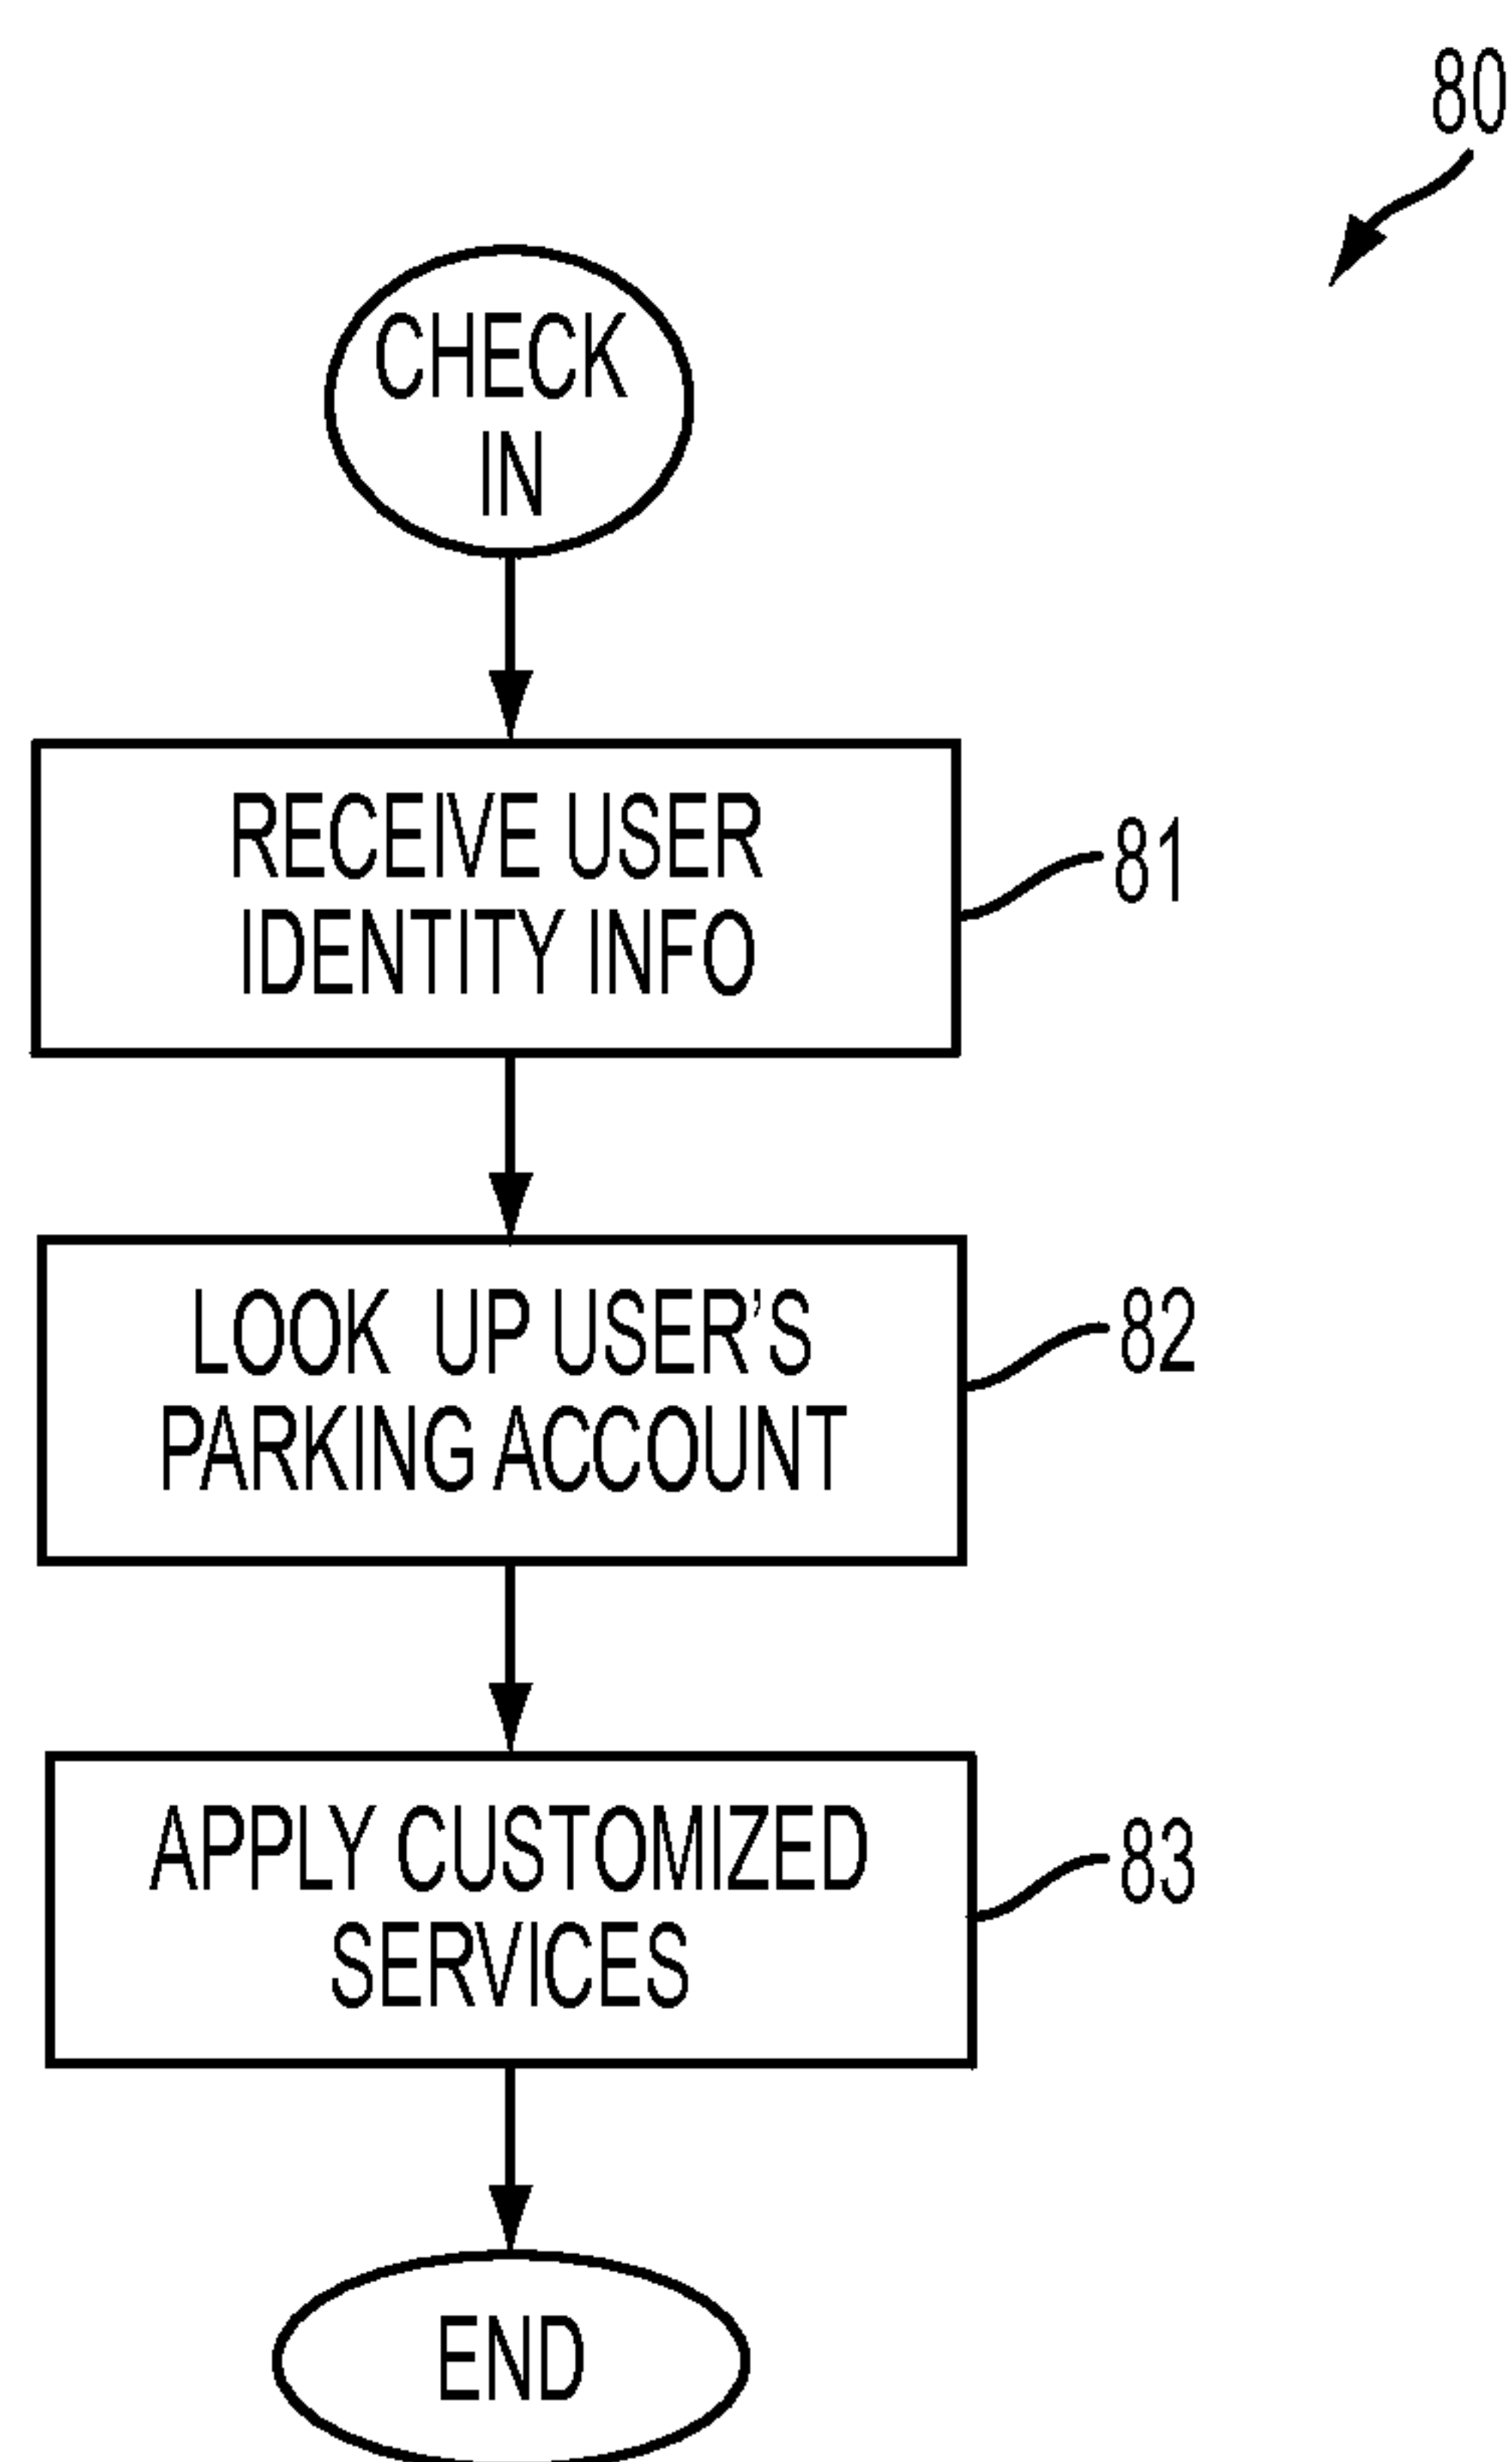 80
CHECK
IN
RECEIVE USER
IDENTITY INFO
81
LOOK UP USER'S
PARKING ACCOUNT
82
APPLY CUSTOMIZED
SERVICES
83
END